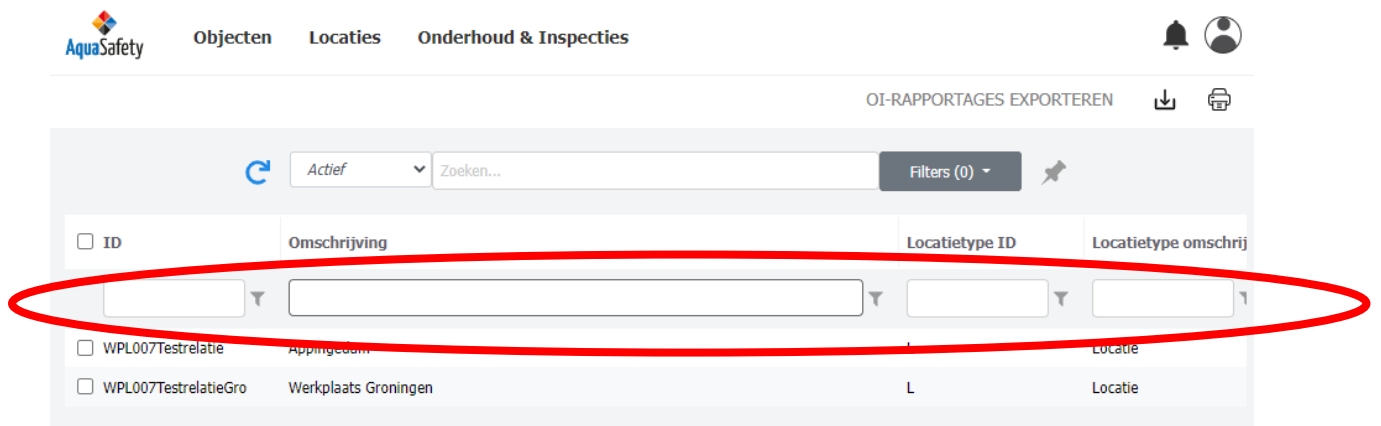 AquaSafety Objecten Locaties Onderhoud & Inspecties
OI-RAPPORTAGES EXPORTEREN
Actief Zoeken... Filters (0)
ID Omschrijving Locatietype ID Locatietype omschrij
WPL007Testrelatie Appingedam L Locatie
WPL007TestrelatieGro Werkplaats Groningen L Locatie